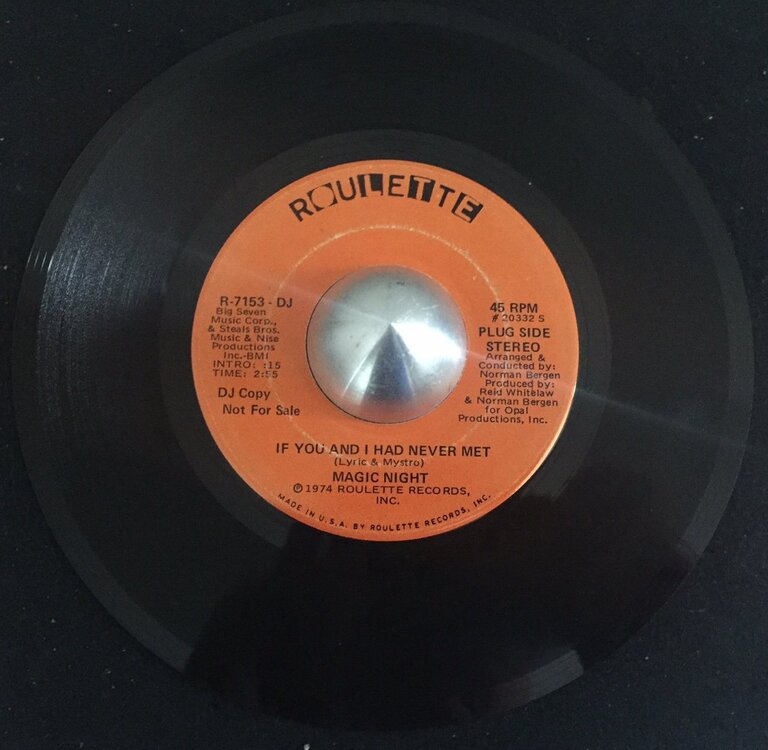 ROULETTE
R-7153 - DJ
Big Seven
Music Corp.,
& Steals Bros.
Music & Nise
Productions
Inc.-BMI
INTRO: :15
TIME: 2:55
DJ Copy
Not For Sale
45 RPM
# 20332 S
PLUG SIDE
STEREO
Arranged &
Conducted by:
Norman Bergen
Produced by:
Reid Whitelaw
& Norman Bergen
for Opal
Productions, Inc.
IF YOU AND I HAD NEVER MET
(Lyric & Mystro)
MAGIC NIGHT
℗ 1974 ROULETTE RECORDS,
INC.
MADE IN U.S.A. BY ROULETTE RECORDS, INC.